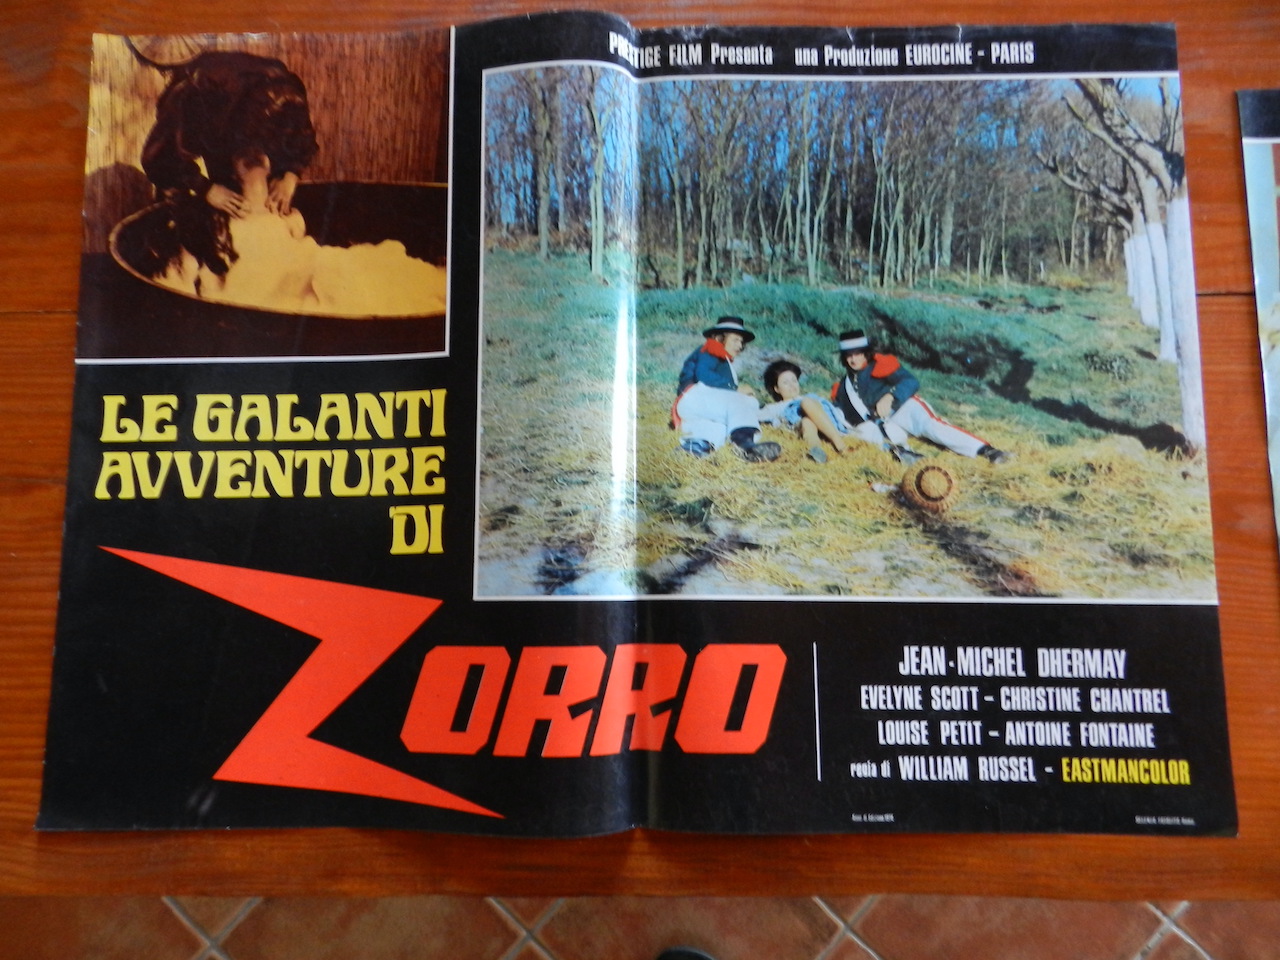 PRESTIGE FILM Presenta una Produzione EUROCINE - PARIS
LE GALANTI
AVVENTURE
DI
ZORRO
JEAN-MICHEL DHERMAY
EVELYNE SCOTT - CHRISTINE CHANTREL
LOUISE PETIT - ANTOINE FONTAINE
regia di WILLIAM RUSSEL - EASTMANCOLOR